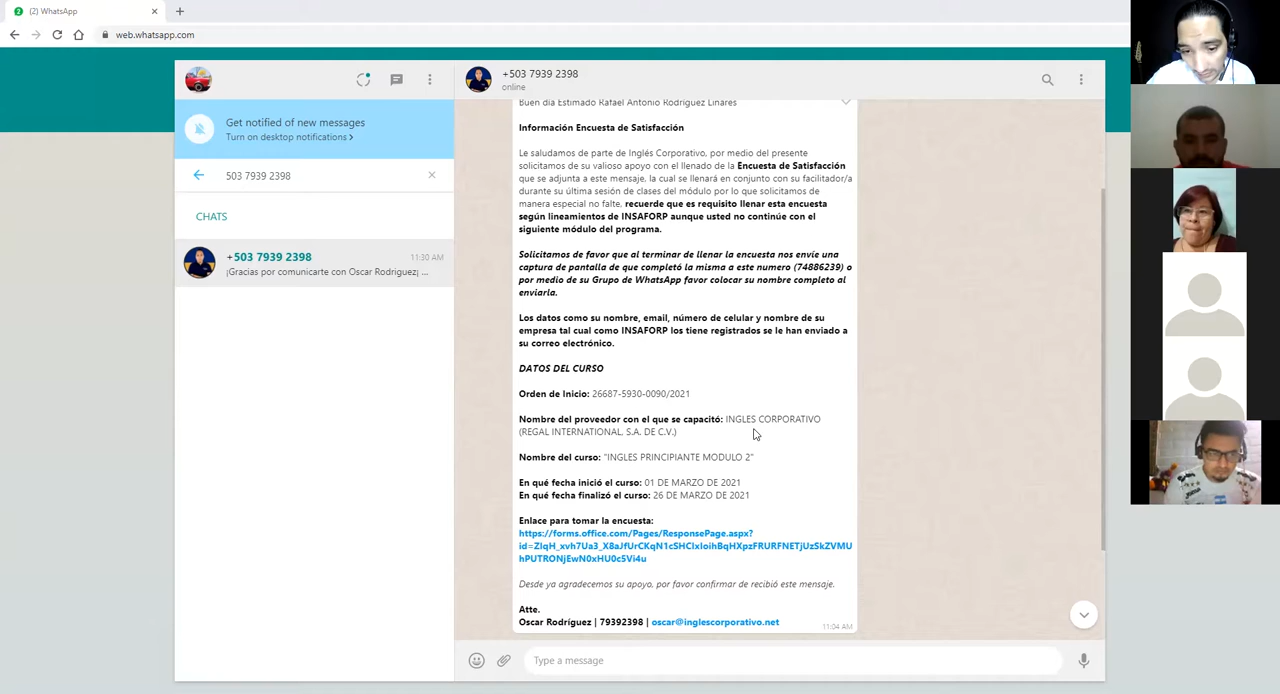 (2) WhatsApp
web.whatsapp.com
+503 7939 2398
online
Get notified of new messages
Turn on desktop notifications
503 7939 2398
CHATS
+503 7939 2398
11:30 AM
¡Gracias por comunicarte con Oscar Rodriguez¡ ...
Buen día Estimado Rafael Antonio Rodríguez Linares
Información Encuesta de Satisfacción
Le saludamos de parte de Inglés Corporativo, por medio del presente
solicitamos de su valioso apoyo con el llenado de la Encuesta de Satisfacción
que se adjunta a este mensaje, la cual se llenará en conjunto con su facilitador/a
durante su última sesión de clases del módulo por lo que solicitamos de
manera especial no falte, recuerde que es requisito llenar esta encuesta
según lineamientos de INSAFORP aunque usted no continúe con el
siguiente módulo del programa.
Solicitamos de favor que al terminar de llenar la encuesta nos envíe una
captura de pantalla de que completó la misma a este numero (74886239) o
por medio de su Grupo de WhatsApp favor colocar su nombre completo al
enviarla.
Los datos como su nombre, email, número de celular y nombre de su
empresa tal cual como INSAFORP los tiene registrados se le han enviado a
su correo electrónico.
DATOS DEL CURSO
Orden de Inicio: 26687-5930-0090/2021
Nombre del proveedor con el que se capacitó: INGLES CORPORATIVO
(REGAL INTERNATIONAL, S.A. DE C.V.)
Nombre del curso: "INGLES PRINCIPIANTE MODULO 2"
En qué fecha inició el curso: 01 DE MARZO DE 2021
En qué fecha finalizó el curso: 26 DE MARZO DE 2021
Enlace para tomar la encuesta:
https://forms.office.com/Pages/ResponsePage.aspx?
id=ZlqH_xvh7Ua3_X8aJfUrCKqN1cSHCIxIoihBqHXpzFRURFNETjUzSkZVMU
hPUTRONjEwN0xHU0c5Vi4u
Desde ya agradecemos su apoyo, por favor confirmar de recibió este mensaje.
Atte.
Oscar Rodríguez | 79392398 | oscar@inglescorporativo.net
11:04 AM
Type a message